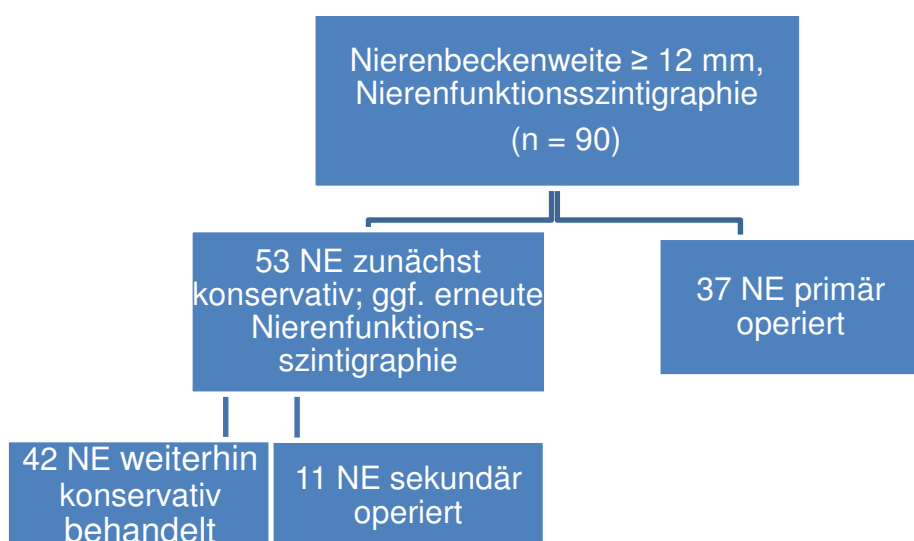 Nierenbeckenweite ≥ 12 mm,
Nierenfunktionsszintigraphie
(n = 90)
53 NE zunächst
konservativ; ggf. erneute
Nierenfunktions-
szintigraphie
37 NE primär
operiert
42 NE weiterhin
konservativ
behandelt
11 NE sekundär
operiert